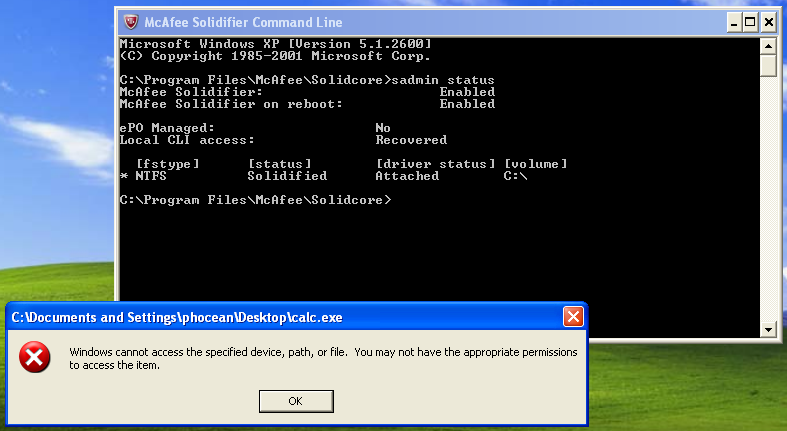 McAfee Solidifier Command Line
Microsoft Windows XP [Version 5.1.2600]
(C) Copyright 1985-2001 Microsoft Corp.
C:\Program Files\McAfee\Solidcore>sadmin status
McAfee Solidifier: Enabled
McAfee Solidifier on reboot: Enabled
ePO Managed: No
Local CLI access: Recovered
[fstype] [status] [driver status] [volume]
* NTFS Solidified Attached C:\
C:\Program Files\McAfee\Solidcore>
C:\Documents and Settings\phocean\Desktop\calc.exe
Windows cannot access the specified device, path, or file. You may not have the appropriate permissions
to access the item.
OK